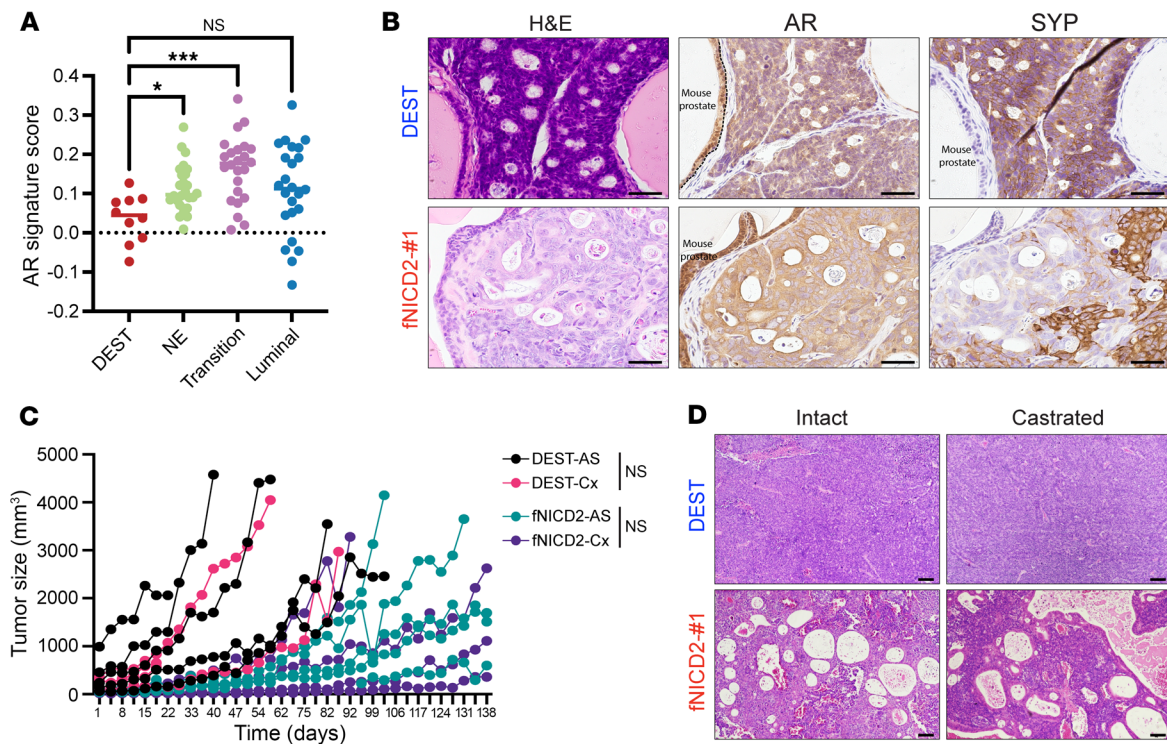 A
NS
***
*
AR signature score
0.4
0.3
0.2
0.1
0.0
-0.1
-0.2
DEST
NE
Transition
Luminal
B
H&E
AR
SYP
DEST
Mouse
prostate
Mouse
prostate
fNICD2-#1
Mouse
prostate
C
Tumor size (mm³)
5000
4000
3000
2000
1000
0
1 8 15 22 33 40 47 54 62 75 82 92 99 106 117 124 131 138
Time (days)
DEST-AS
DEST-Cx
NS
fNICD2-AS
fNICD2-Cx
NS
D
Intact
Castrated
DEST
fNICD2-#1